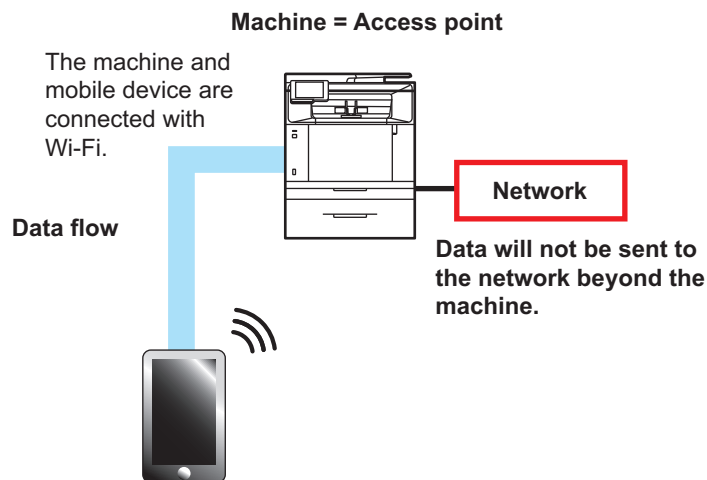 Machine = Access point
The machine and
mobile device are
connected with
Wi-Fi.
Network
Data flow
Data will not be sent to
the network beyond the
machine.